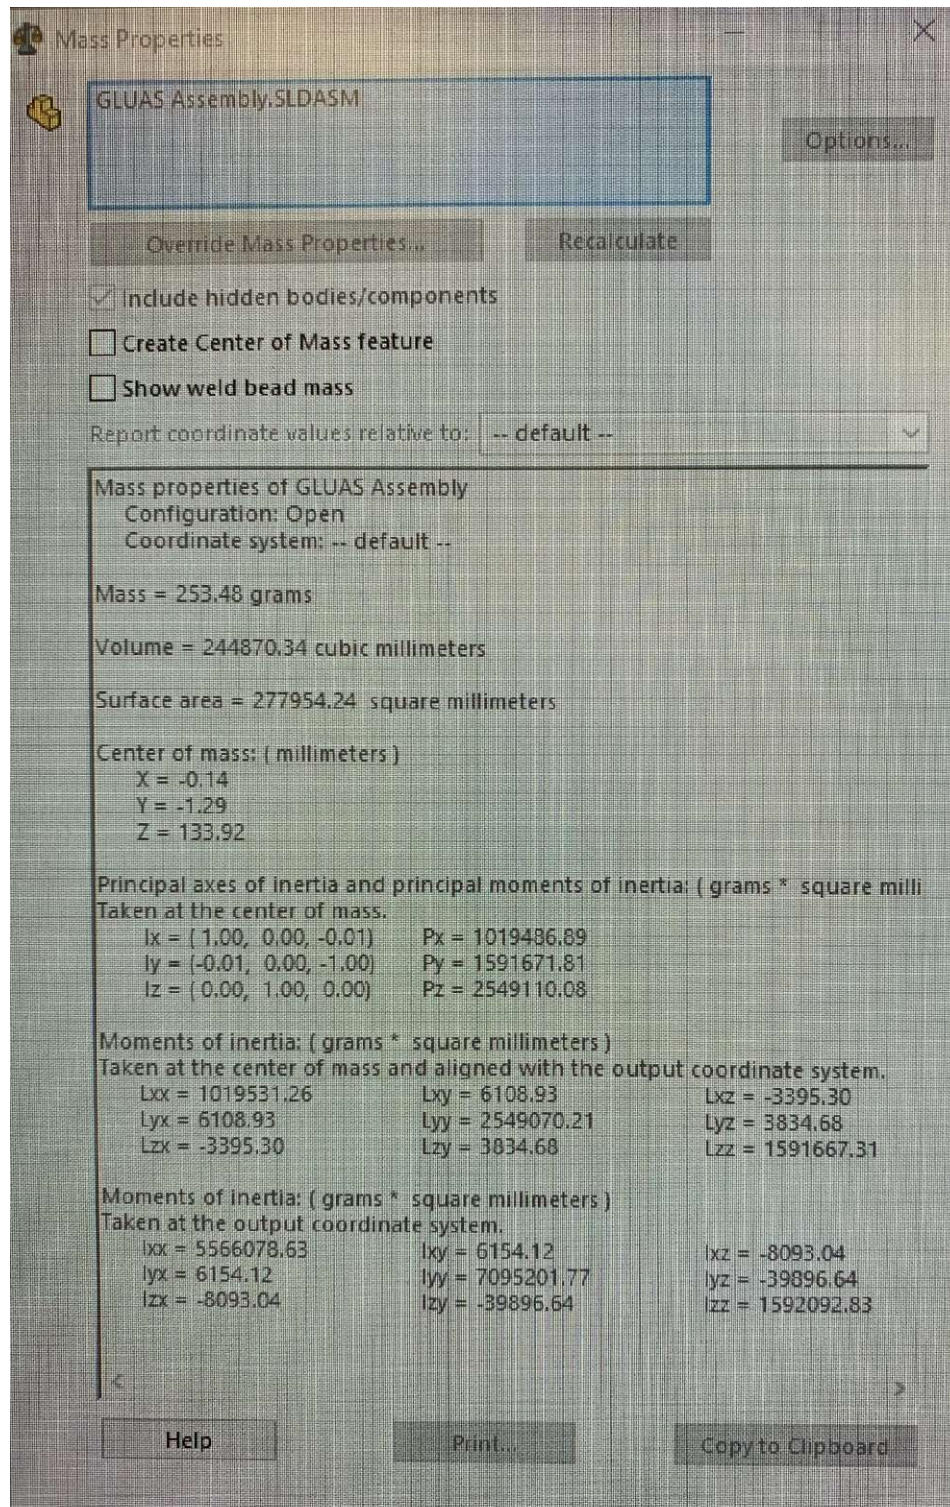 Mass Properties
GLUAS Assembly.SLDASM
Options...
Override Mass Properties...
Recalculate
Include hidden bodies/components
Create Center of Mass feature
Show weld bead mass
Report coordinate values relative to: -- default --
Mass properties of GLUAS Assembly
Configuration: Open
Coordinate system: -- default --
Mass = 253.48 grams
Volume = 244870.34 cubic millimeters
Surface area = 277954.24 square millimeters
Center of mass: ( millimeters )
X = -0.14
Y = -1.29
Z = 133.92
Principal axes of inertia and principal moments of inertia: ( grams * square milli
Taken at the center of mass.
Ix = ( 1.00, 0.00, -0.01) Px = 1019486.89
Iy = (-0.01, 0.00, -1.00) Py = 1591671.81
Iz = ( 0.00, 1.00, 0.00) Pz = 2549110.08
Moments of inertia: ( grams * square millimeters )
Taken at the center of mass and aligned with the output coordinate system.
Lxx = 1019531.26 Lxy = 6108.93 Lxz = -3395.30
Lyx = 6108.93 Lyy = 2549070.21 Lyz = 3834.68
Lzx = -3395.30 Lzy = 3834.68 Lzz = 1591667.31
Moments of inertia: ( grams * square millimeters )
Taken at the output coordinate system.
Ixx = 5566078.63 Ixy = 6154.12 Ixz = -8093.04
Iyx = 6154.12 Iyy = 7095201.77 Iyz = -39896.64
Izx = -8093.04 Izy = -39896.64 Izz = 1592092.83
Help
Print...
Copy to Clipboard